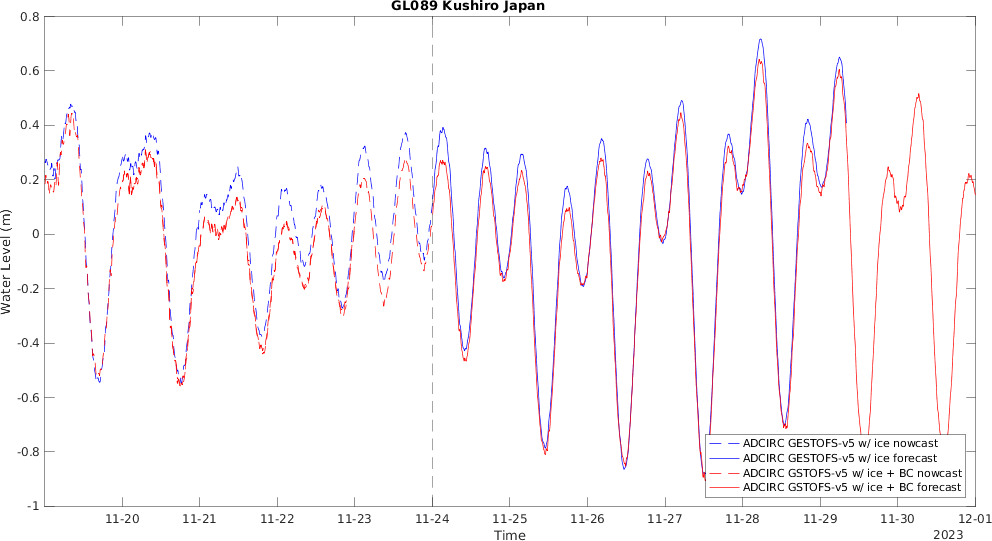 GL089 Kushiro Japan
0.8
0.6
0.4
0.2
0
-0.2
-0.4
-0.6
-0.8
-1
Water Level (m)
ADCIRC GESTOFS-v5 w/ ice nowcast
ADCIRC GESTOFS-v5 w/ ice forecast
ADCIRC GSTOFS-v5 w/ ice + BC nowcast
ADCIRC GSTOFS-v5 w/ ice + BC forecast
11-20 11-21 11-22 11-23 11-24 11-25 11-26 11-27 11-28 11-29 11-30 12-01
Time
2023